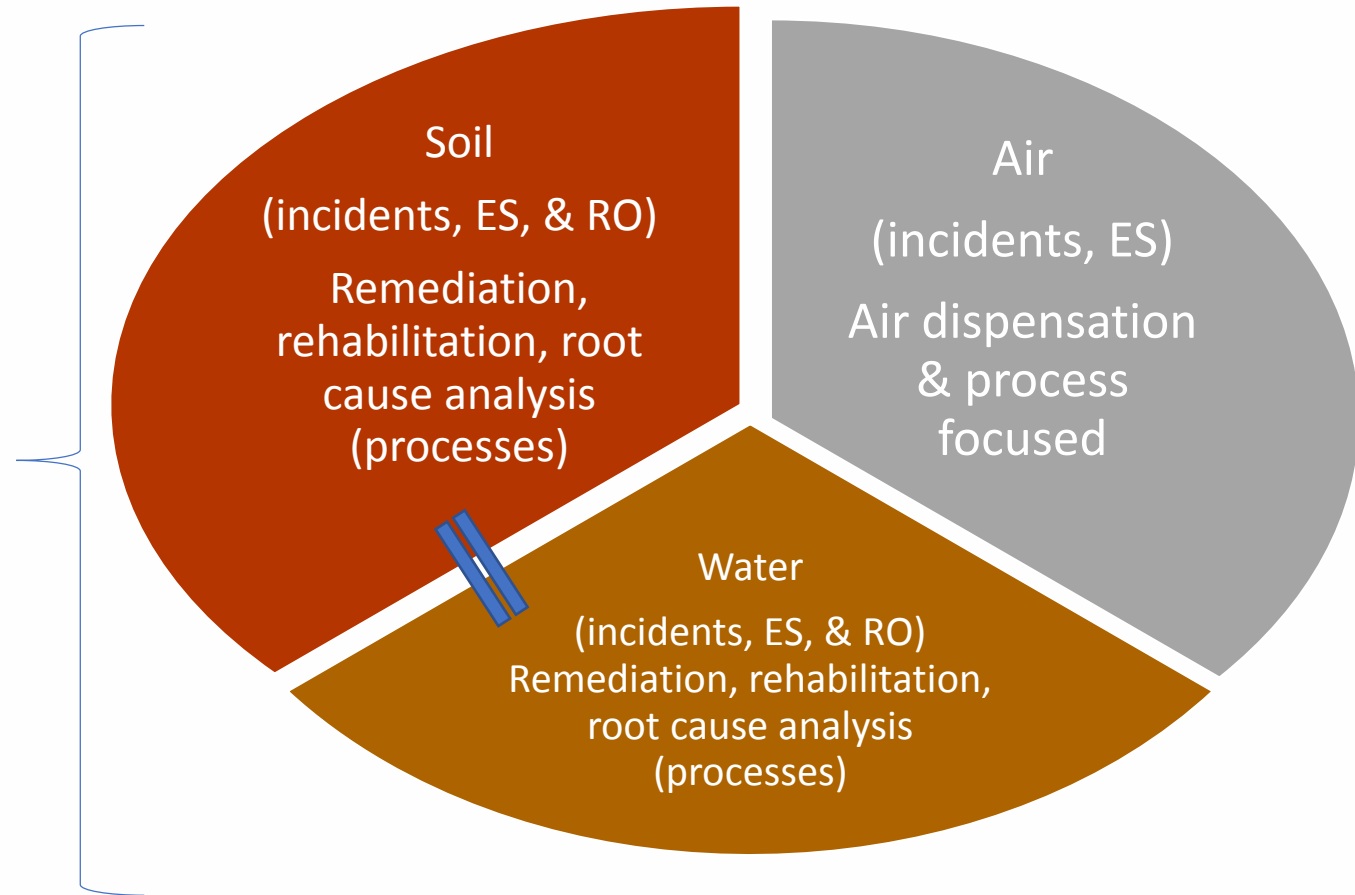 Soil
(incidents, ES, & RO)
Remediation,
rehabilitation, root
cause analysis
(processes)
Air
(incidents, ES)
Air dispensation
& process
focused
Water
(incidents, ES, & RO)
Remediation, rehabilitation,
root cause analysis
(processes)